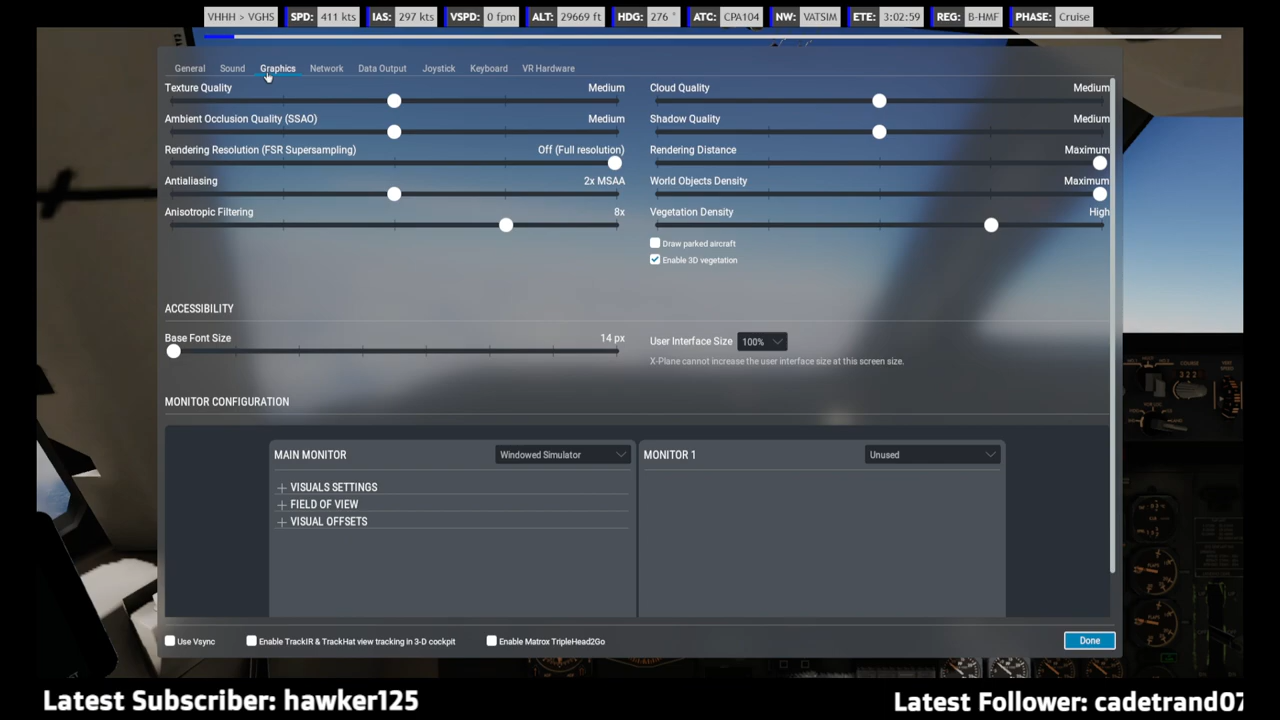 VHHH > VGHS SPD: 411 kts IAS: 297 kts VSPD: 0 fpm ALT: 29669 ft HDG: 276 ° ATC: CPA104 NW: VATSIM ETE: 3:02:59 REG: B-HMF PHASE: Cruise
General Sound Graphics Network Data Output Joystick Keyboard VR Hardware
Texture Quality Medium
Ambient Occlusion Quality (SSAO) Medium
Rendering Resolution (FSR Supersampling) Off (Full resolution)
Antialiasing 2x MSAA
Anisotropic Filtering 8x
Cloud Quality Medium
Shadow Quality Medium
Rendering Distance Maximum
World Objects Density Maximum
Vegetation Density High
Draw parked aircraft
Enable 3D vegetation
ACCESSIBILITY
Base Font Size 14 px
User Interface Size 100%
X-Plane cannot increase the user interface size at this screen size.
MONITOR CONFIGURATION
MAIN MONITOR Windowed Simulator
VISUALS SETTINGS
FIELD OF VIEW
VISUAL OFFSETS
MONITOR 1 Unused
Use Vsync Enable TrackIR & TrackHat view tracking in 3-D cockpit Enable Matrox TripleHead2Go Done
Latest Subscriber: hawker125
Latest Follower: cadetrand07